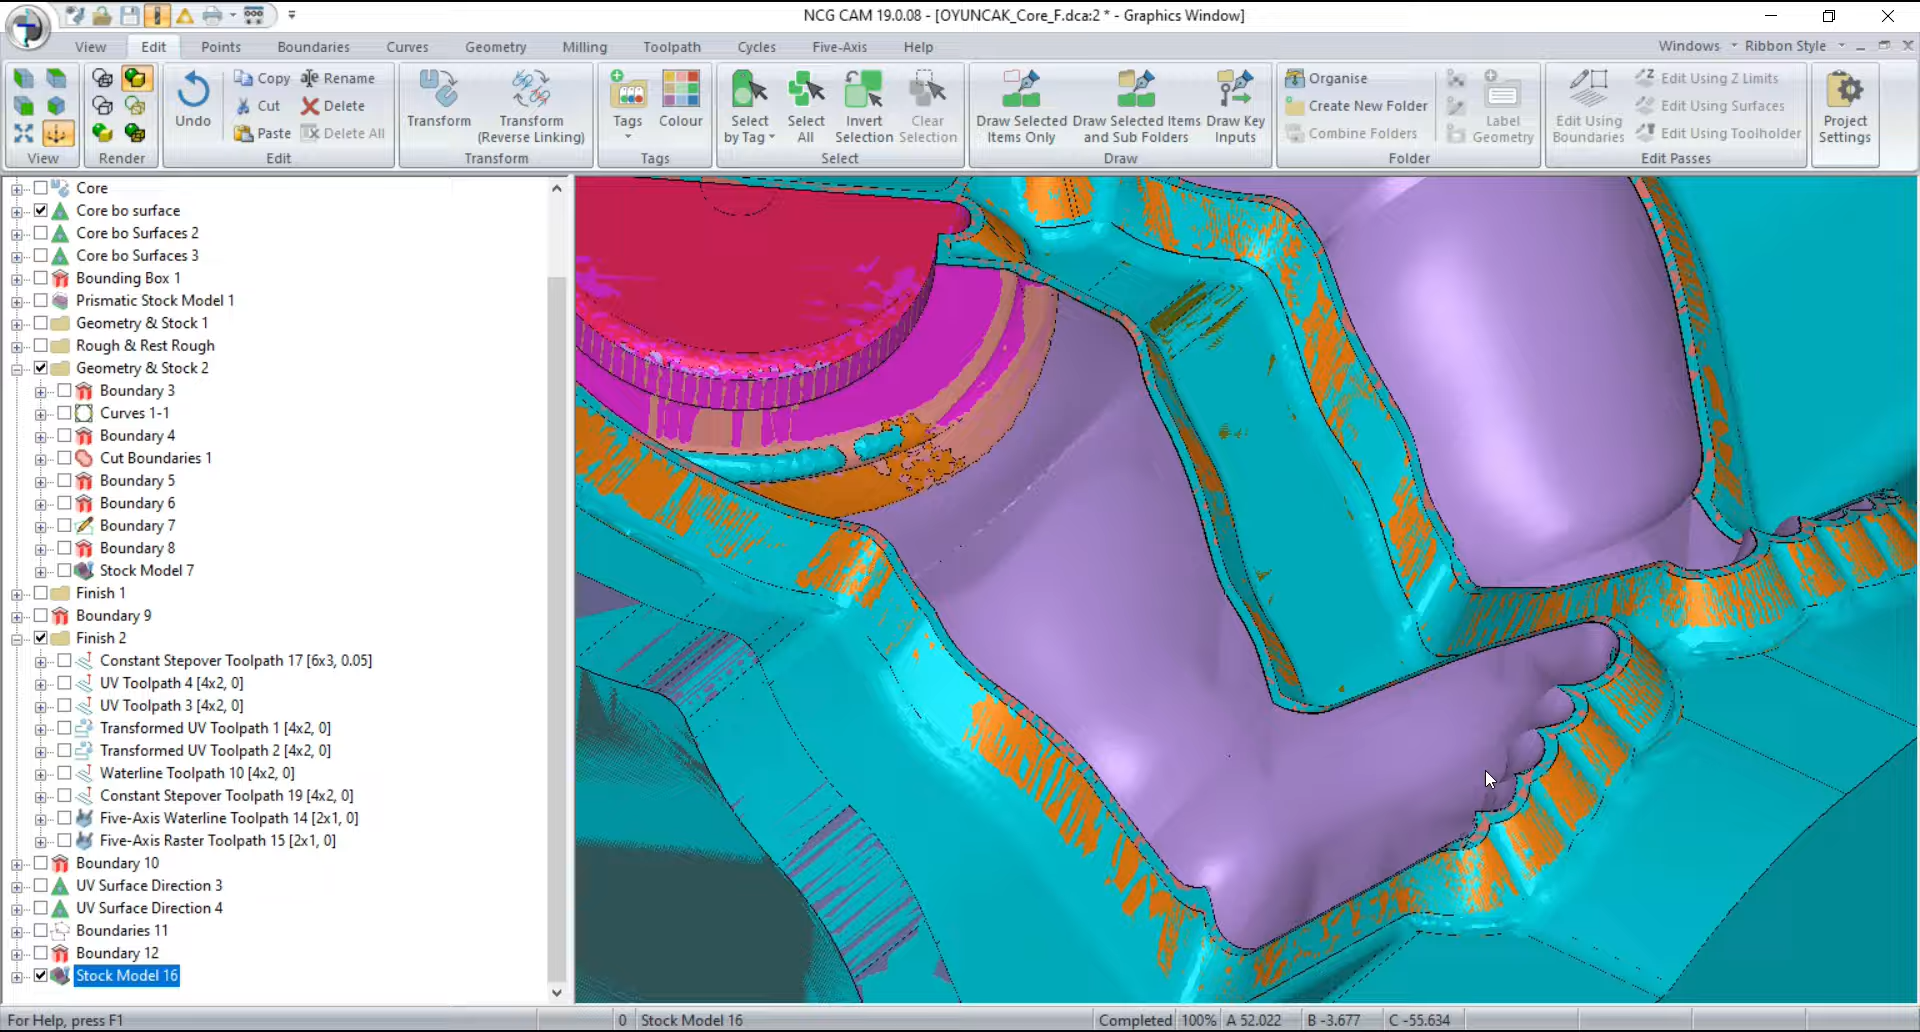 NCG CAM 19.0.08 - [OYUNCAK_Core_F.dca:2 * - Graphics Window]
View Edit Points Boundaries Curves Geometry Milling Toolpath Cycles Five-Axis Help Windows Ribbon Style
View
Render
Undo
Copy Rename
Cut Delete
Paste Delete All
Edit
Transform
Transform
(Reverse Linking)
Transform
Tags
Colour
Tags
Select
by Tag
Select
All
Invert
Selection
Clear
Selection
Select
Draw Selected
Items Only
Draw Selected Items
and Sub Folders
Draw Key
Inputs
Draw
Organise
Create New Folder
Combine Folders
Label
Geometry
Folder
Edit Using
Boundaries
Edit Using Z Limits
Edit Using Surfaces
Edit Using Toolholder
Edit Passes
Project
Settings
Core
Core bo surface
Core bo Surfaces 2
Core bo Surfaces 3
Bounding Box 1
Prismatic Stock Model 1
Geometry & Stock 1
Rough & Rest Rough
Geometry & Stock 2
Boundary 3
Curves 1-1
Boundary 4
Cut Boundaries 1
Boundary 5
Boundary 6
Boundary 7
Boundary 8
Stock Model 7
Finish 1
Boundary 9
Finish 2
Constant Stepover Toolpath 17 [6x3, 0.05]
UV Toolpath 4 [4x2, 0]
UV Toolpath 3 [4x2, 0]
Transformed UV Toolpath 1 [4x2, 0]
Transformed UV Toolpath 2 [4x2, 0]
Waterline Toolpath 10 [4x2, 0]
Constant Stepover Toolpath 19 [4x2, 0]
Five-Axis Waterline Toolpath 14 [2x1, 0]
Five-Axis Raster Toolpath 15 [2x1, 0]
Boundary 10
UV Surface Direction 3
UV Surface Direction 4
Boundaries 11
Boundary 12
Stock Model 16
For Help, press F1 0 Stock Model 16 Completed 100% A 52.022 B -3.677 C -55.634